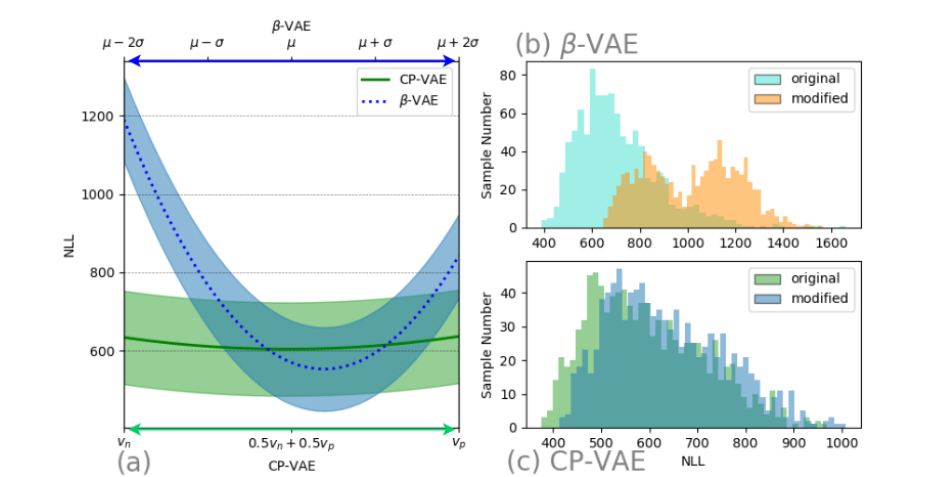 β-VAE
μ − 2σ μ − σ μ μ + σ μ + 2σ
CP-VAE
β-VAE
NLL
1200
1000
800
600
v_n 0.5v_n + 0.5v_p v_p
(a)
CP-VAE
(b) β-VAE
original
modified
Sample Number
80
60
40
20
0
400 600 800 1000 1200 1400 1600
original
modified
Sample Number
40
30
20
10
0
400 500 600 700 800 900 1000
NLL
(c) CP-VAE